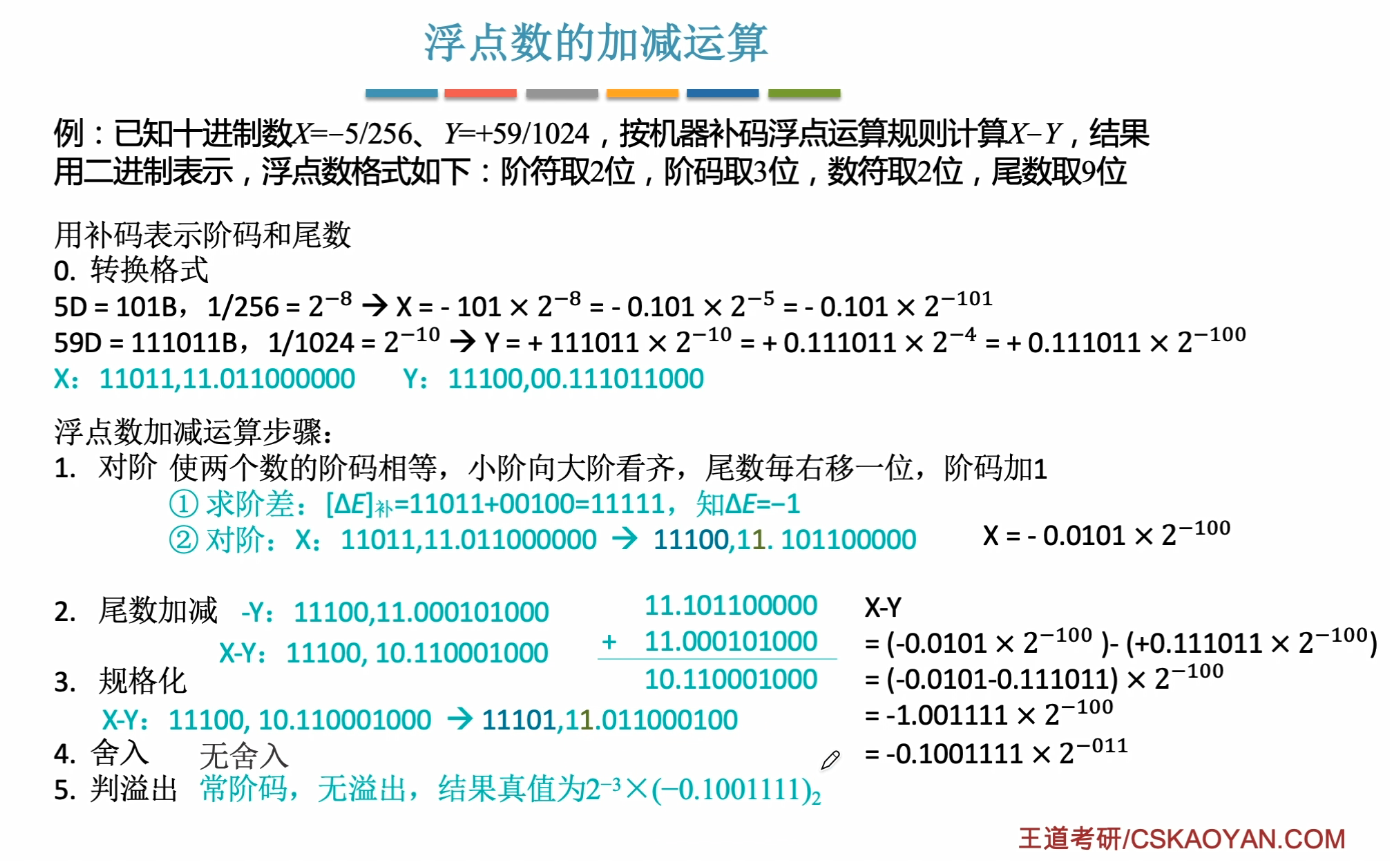 浮点数的加减运算
例：已知十进制数X=−5/256、Y=+59/1024，按机器补码浮点运算规则计算X−Y，结果
用二进制表示，浮点数格式如下：阶符取2位，阶码取3位，数符取2位，尾数取9位
用补码表示阶码和尾数
0. 转换格式
5D = 101B，1/256 = 2⁻⁸ → X = - 101 × 2⁻⁸ = - 0.101 × 2⁻⁵ = - 0.101 × 2⁻¹⁰¹
59D = 111011B，1/1024 = 2⁻¹⁰ → Y = + 111011 × 2⁻¹⁰ = + 0.111011 × 2⁻⁴ = + 0.111011 × 2⁻¹⁰⁰
X：11011,11.011000000 Y：11100,00.111011000
浮点数加减运算步骤：
1. 对阶 使两个数的阶码相等，小阶向大阶看齐，尾数每右移一位，阶码加1
① 求阶差：[ΔE]补=11011+00100=11111，知ΔE=−1
② 对阶：X：11011,11.011000000 → 11100,11. 101100000 X = - 0.0101 × 2⁻¹⁰⁰
2. 尾数加减 -Y：11100,11.000101000
X-Y：11100, 10.110001000
11.101100000
+ 11.000101000
10.110001000
X-Y
= (-0.0101 × 2⁻¹⁰⁰ )- (+0.111011 × 2⁻¹⁰⁰)
= (-0.0101-0.111011) × 2⁻¹⁰⁰
= -1.001111 × 2⁻¹⁰⁰
= -0.1001111 × 2⁻⁰¹¹
3. 规格化
X-Y：11100, 10.110001000 → 11101,11.011000100
4. 舍入 无舍入
5. 判溢出 常阶码，无溢出，结果真值为2⁻³×(−0.1001111)₂
王道考研/CSKAOYAN.COM